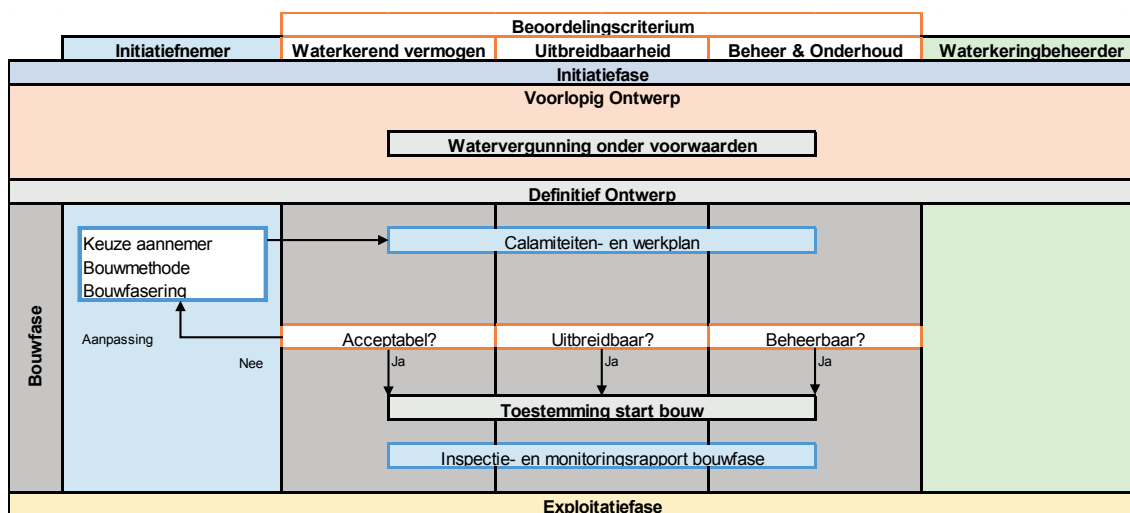 Beoordelingscriterium
Initiatiefnemer
Waterkerend vermogen
Uitbreidbaarheid
Beheer & Onderhoud
Waterkeringbeheerder
Initiatiefase
Voorlopig Ontwerp
Watervergunning onder voorwaarden
Definitief Ontwerp
Bouwfase
Keuze aannemer
Bouwmethode
Bouwfasering
Calamiteiten- en werkplan
Aanpassing
Nee
Acceptabel?
Uitbreidbaar?
Beheerbaar?
Ja
Ja
Ja
Toestemming start bouw
Inspectie- en monitoringsrapport bouwfase
Exploitatiefase